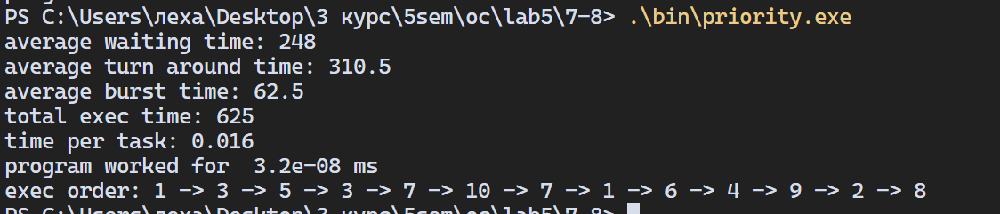 PS C:\Users\леха\Desktop\3 курс\5sem\ос\lab5\7-8> .\bin\priority.exe
average waiting time: 248
average turn around time: 310.5
average burst time: 62.5
total exec time: 625
time per task: 0.016
program worked for  3.2e-08 ms
exec order: 1 -> 3 -> 5 -> 3 -> 7 -> 10 -> 7 -> 1 -> 6 -> 4 -> 9 -> 2 -> 8
PS C:\Users\леха\Desktop\3 курс\5sem\ос\lab5\7-8>